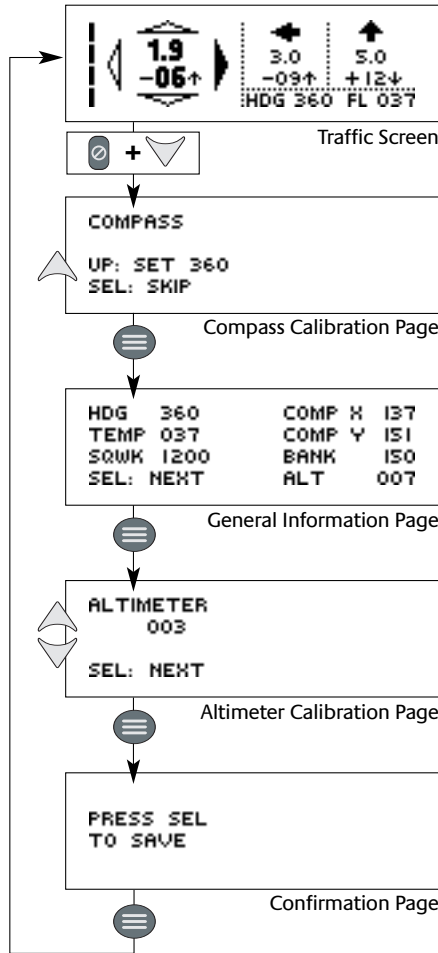 1.9 3.0 5.0
-06↑ -09↑ +12↓
HDG 360 FL 037
Traffic Screen
+
COMPASS
UP: SET 360
SEL: SKIP
Compass Calibration Page
HDG 360 COMP X 137
TEMP 037 COMP Y 151
SQWK 1200 BANK 150
SEL: NEXT ALT 007
General Information Page
ALTIMETER
003
SEL: NEXT
Altimeter Calibration Page
PRESS SEL
TO SAVE
Confirmation Page